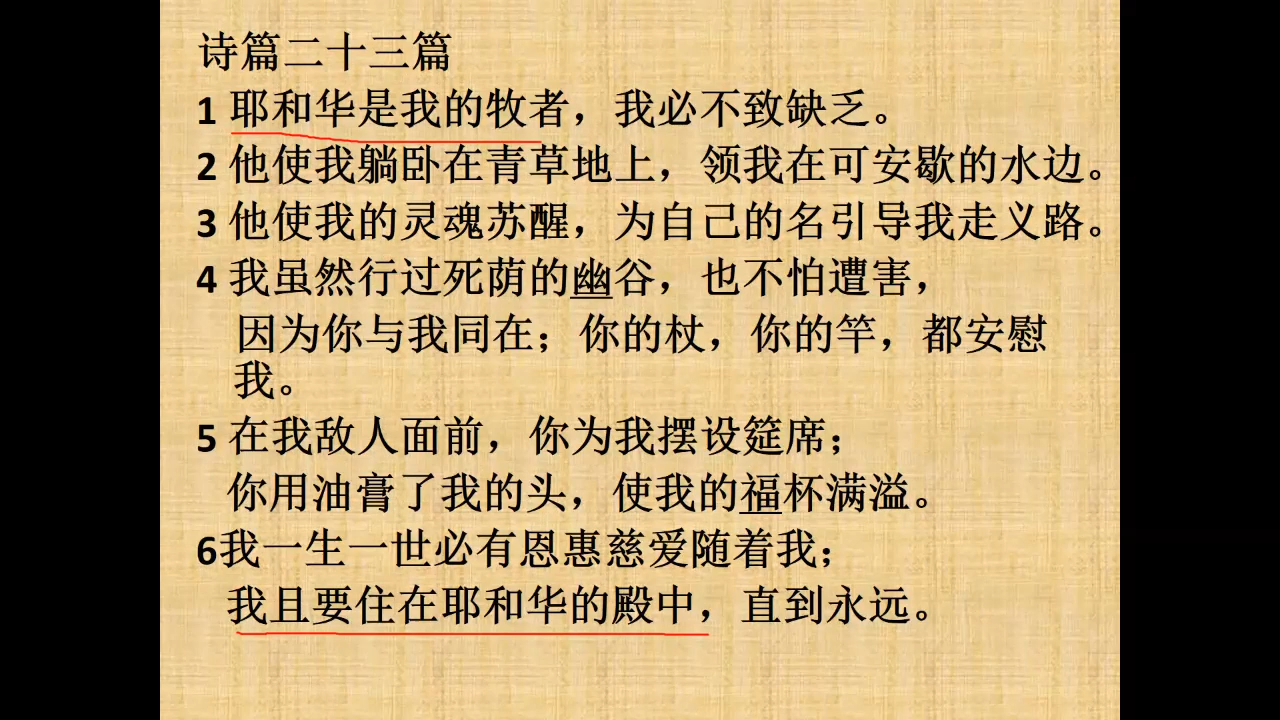 诗篇二十三篇
1 耶和华是我的牧者，我必不致缺乏。
2 他使我躺卧在青草地上，领我在可安歇的水边。
3 他使我的灵魂苏醒，为自己的名引导我走义路。
4 我虽然行过死荫的幽谷，也不怕遭害，
因为你与我同在；你的杖，你的竿，都安慰
我。
5 在我敌人面前，你为我摆设筵席；
你用油膏了我的头，使我的福杯满溢。
6我一生一世必有恩惠慈爱随着我；
我且要住在耶和华的殿中，直到永远。